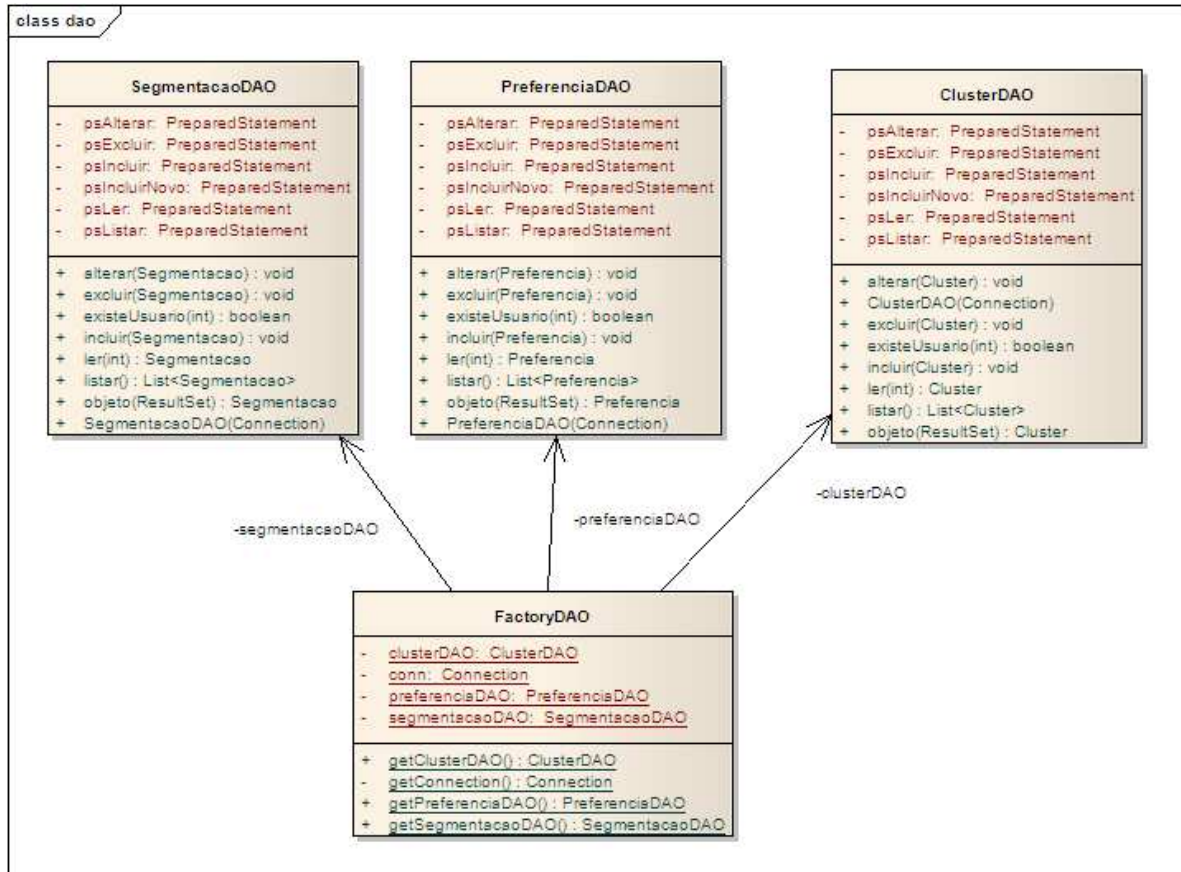 class dao
SegmentacaoDAO
- psAlterar: PreparedStatement
- psExcluir: PreparedStatement
- psIncluir: PreparedStatement
- psIncluirNovo: PreparedStatement
- psLer: PreparedStatement
- psListar: PreparedStatement
+ alterar(Segmentacao) : void
+ excluir(Segmentacao) : void
+ existeUsuario(int) : boolean
+ incluir(Segmentacao) : void
+ ler(int) : Segmentacao
+ listar() : List<Segmentacao>
+ objeto(ResultSet) : Segmentacao
+ SegmentacaoDAO(Connection)
PreferenciaDAO
- psAlterar: PreparedStatement
- psExcluir: PreparedStatement
- psIncluir: PreparedStatement
- psIncluirNovo: PreparedStatement
- psLer: PreparedStatement
- psListar: PreparedStatement
+ alterar(Preferencia) : void
+ excluir(Preferencia) : void
+ existeUsuario(int) : boolean
+ incluir(Preferencia) : void
+ ler(int) : Preferencia
+ listar() : List<Preferencia>
+ objeto(ResultSet) : Preferencia
+ PreferenciaDAO(Connection)
ClusterDAO
- psAlterar: PreparedStatement
- psExcluir: PreparedStatement
- psIncluir: PreparedStatement
- psIncluirNovo: PreparedStatement
- psLer: PreparedStatement
- psListar: PreparedStatement
+ alterar(Cluster) : void
+ ClusterDAO(Connection)
+ excluir(Cluster) : void
+ existeUsuario(int) : boolean
+ incluir(Cluster) : void
+ ler(int) : Cluster
+ listar() : List<Cluster>
+ objeto(ResultSet) : Cluster
-segmentacaoDAO
-preferenciaDAO
-clusterDAO
FactoryDAO
- clusterDAO: ClusterDAO
- conn: Connection
- preferenciaDAO: PreferenciaDAO
- segmentacaoDAO: SegmentacaoDAO
+ getClusterDAO() : ClusterDAO
- getConnection() : Connection
+ getPreferenciaDAO() : PreferenciaDAO
+ getSegmentacaoDAO() : SegmentacaoDAO